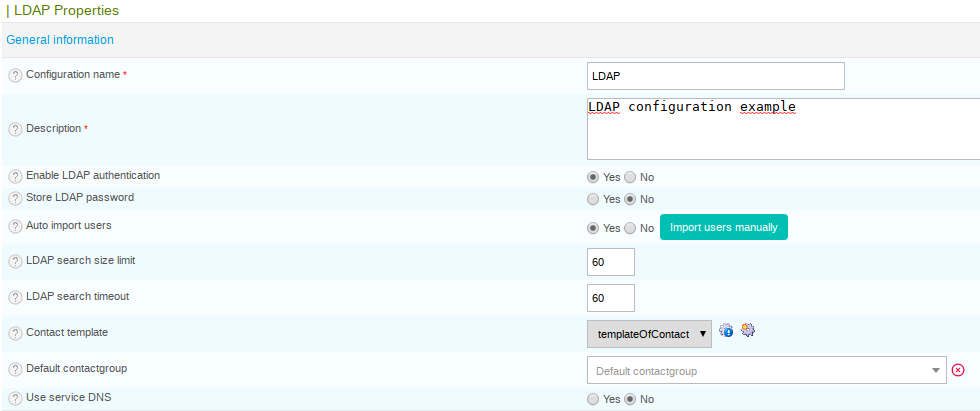 | LDAP Properties
General information
? Configuration name * LDAP
? Description * LDAP configuration example
? Enable LDAP authentication Yes No
? Store LDAP password Yes No
? Auto import users Yes No Import users manually
? LDAP search size limit 60
? LDAP search timeout 60
? Contact template templateOfContact
? Default contactgroup Default contactgroup
? Use service DNS Yes No